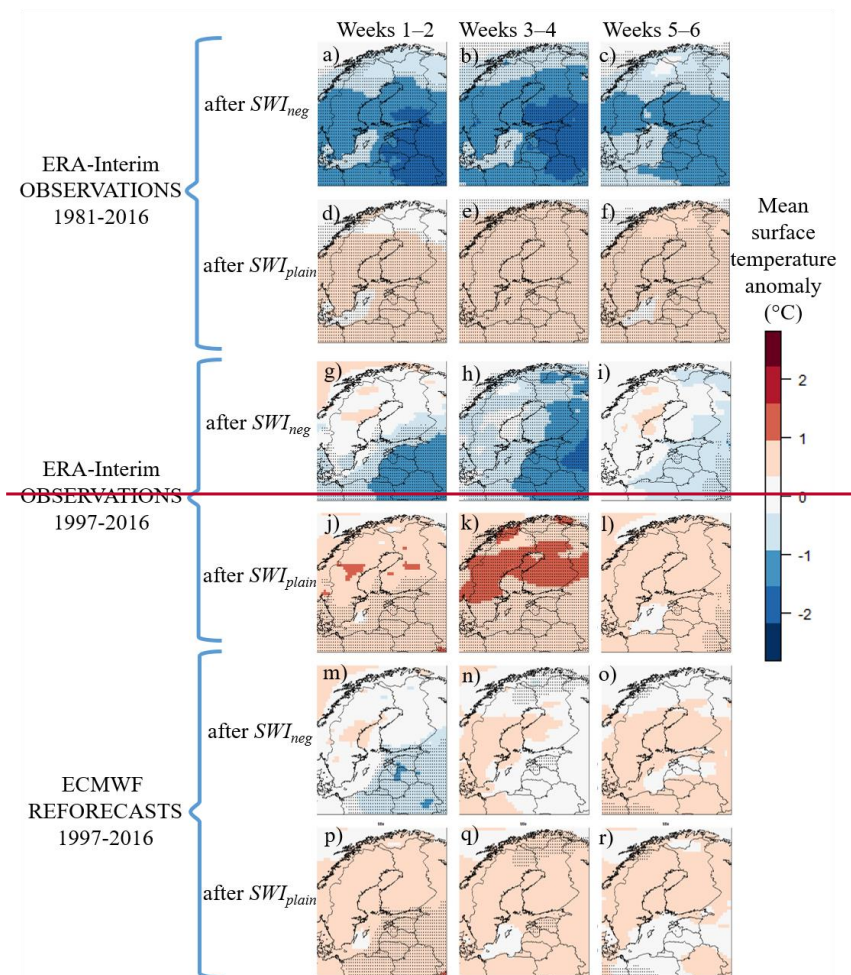 Weeks 1–2 Weeks 3–4 Weeks 5–6
a) b) c)
after SWIneg
ERA-Interim
OBSERVATIONS
1981-2016
d) e) f)
after SWIplain
Mean
surface
temperature
anomaly
(°C)
2
1
0
-1
-2
g) h) i)
after SWIneg
ERA-Interim
OBSERVATIONS
1997-2016
j) k) l)
after SWIplain
m) n) o)
after SWIneg
ECMWF
REFORECASTS
1997-2016
p) q) r)
after SWIplain